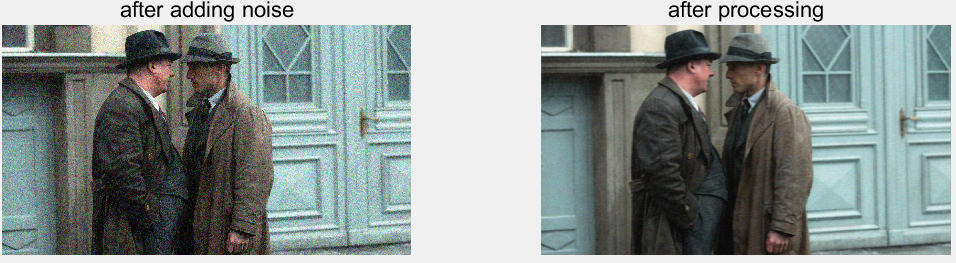 after adding noise
after processing